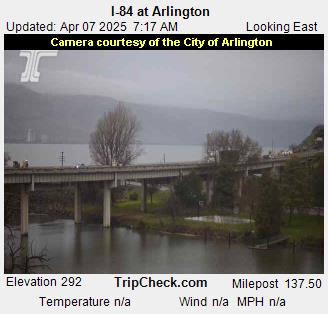 I-84 at Arlington
Updated: Apr 07 2025 7:17 AM Looking East
Camera courtesy of the City of Arlington
Elevation 292 TripCheck.com Milepost 137.50
Temperature n/a Wind n/a MPH n/a